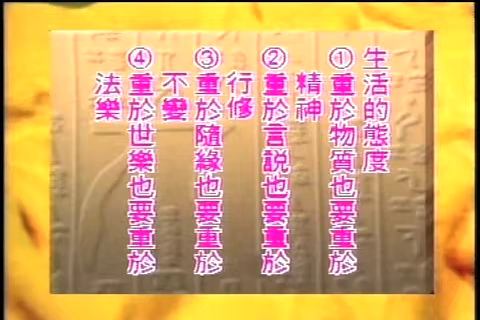 生活的態度
①重於物質也要重於
精神
②重於言說也要重於
行修
③重於隨緣也要重於
不變
④重於世樂也要重於
法樂